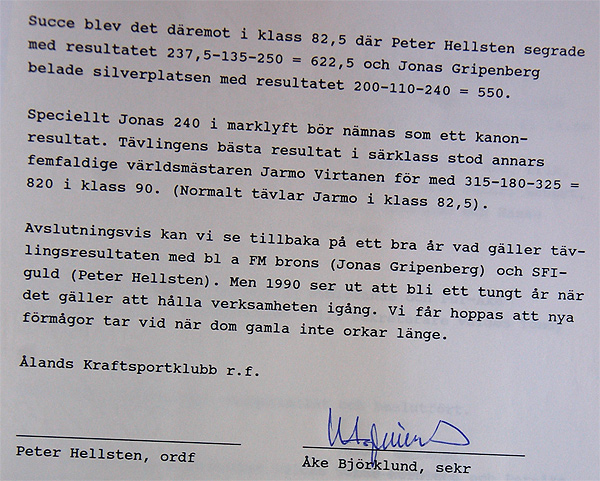 Succe blev det däremot i klass 82,5 där Peter Hellsten segrade
med resultatet 237,5-135-250 = 622,5 och Jonas Gripenberg
belade silverplatsen med resultatet 200-110-240 = 550.
Speciellt Jonas 240 i marklyft bör nämnas som ett kanon-
resultat. Tävlingens bästa resultat i särklass stod annars
femfaldige världsmästaren Jarmo Virtanen för med 315-180-325 =
820 i klass 90. (Normalt tävlar Jarmo i klass 82,5).
Avslutningsvis kan vi se tillbaka på ett bra år vad gäller täv-
lingsresultaten med bl a FM brons (Jonas Gripenberg) och SFI-
guld (Peter Hellsten). Men 1990 ser ut att bli ett tungt år när
det gäller att hålla verksamheten igång. Vi får hoppas att nya
förmågor tar vid när dom gamla inte orkar länge.
Ålands Kraftsportklubb r.f.
Peter Hellsten, ordf
Åke Björklund, sekr